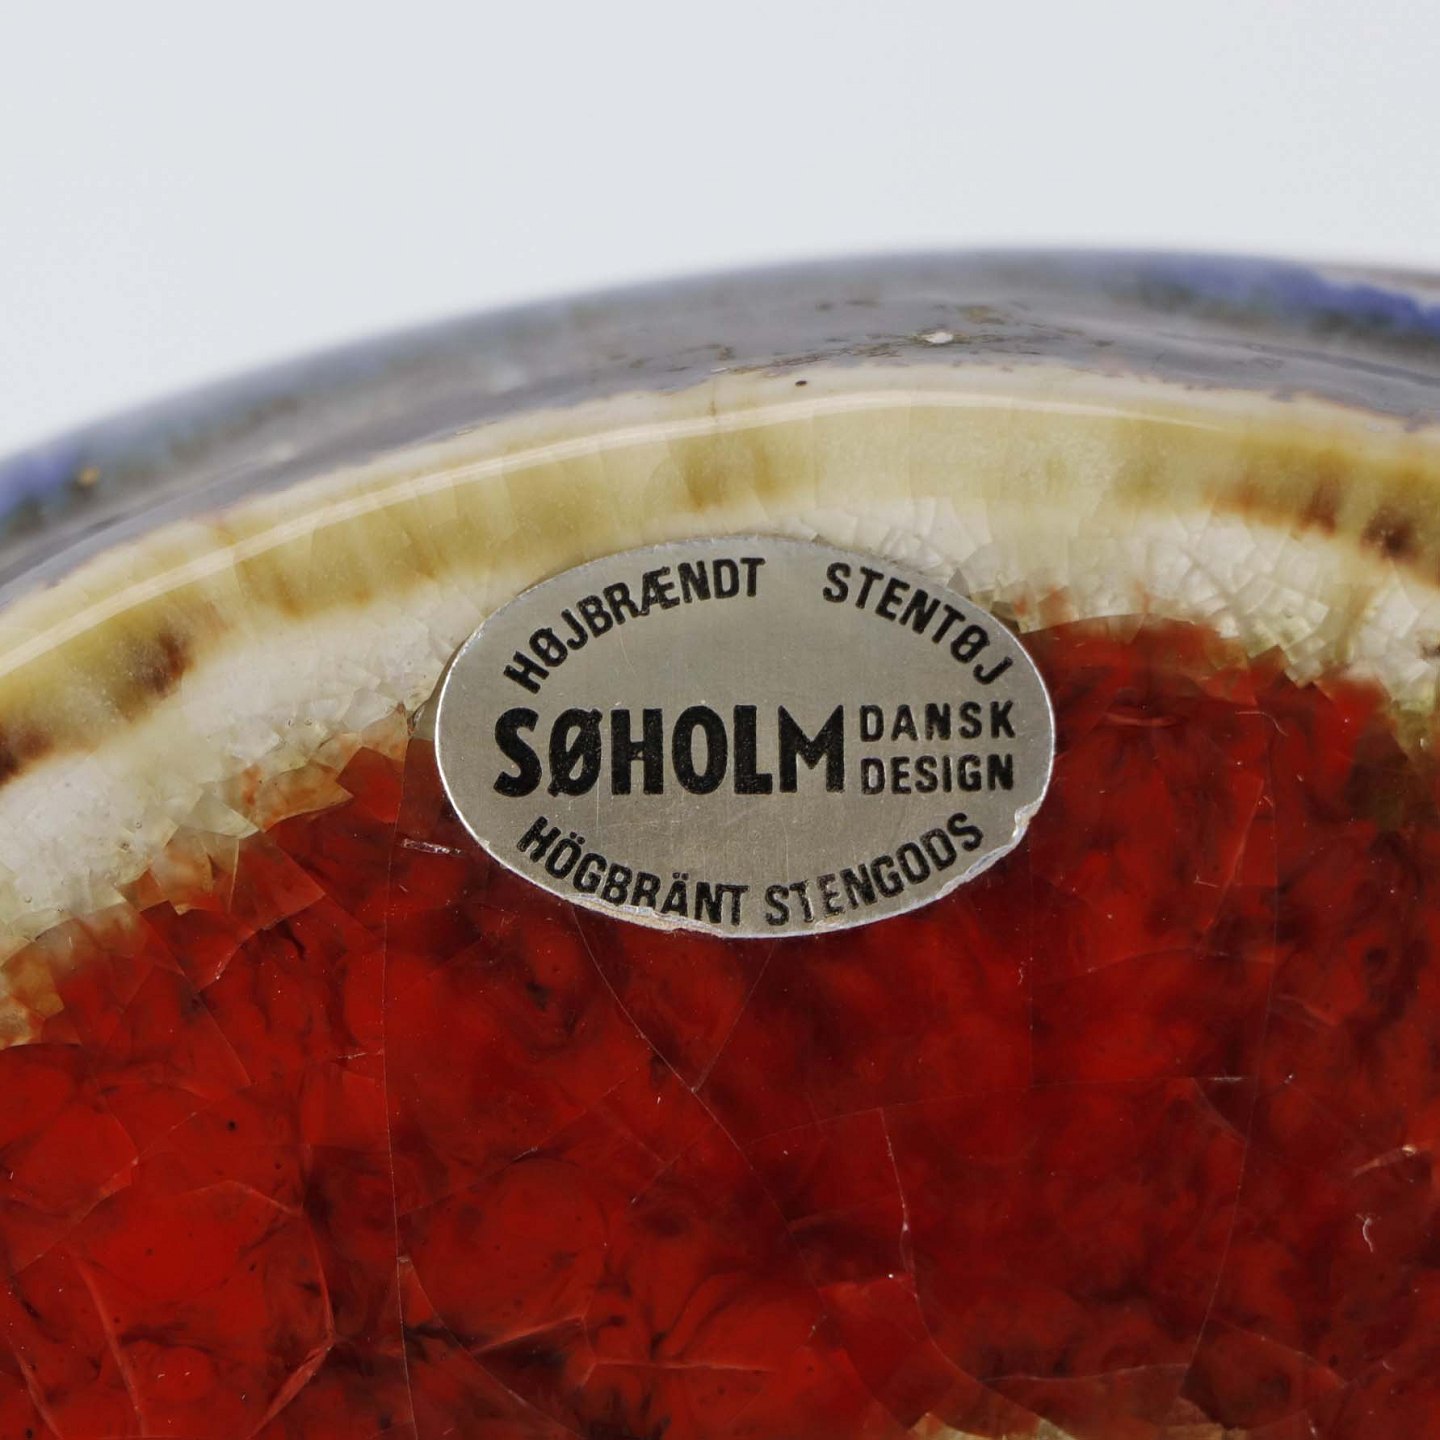 HØJBRÆNDT STENTØJ
SØHOLM
DANSK
DESIGN
HÖGBRÄNT STENGODS